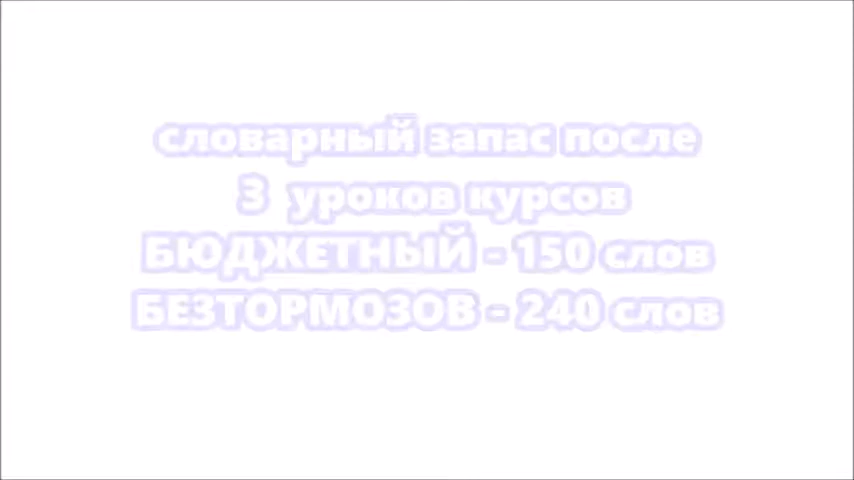 словарный запас после
3 уроков курсов
БЮДЖЕТНЫЙ - 150 слов
БЕЗТОРМОЗОВ - 240 слов